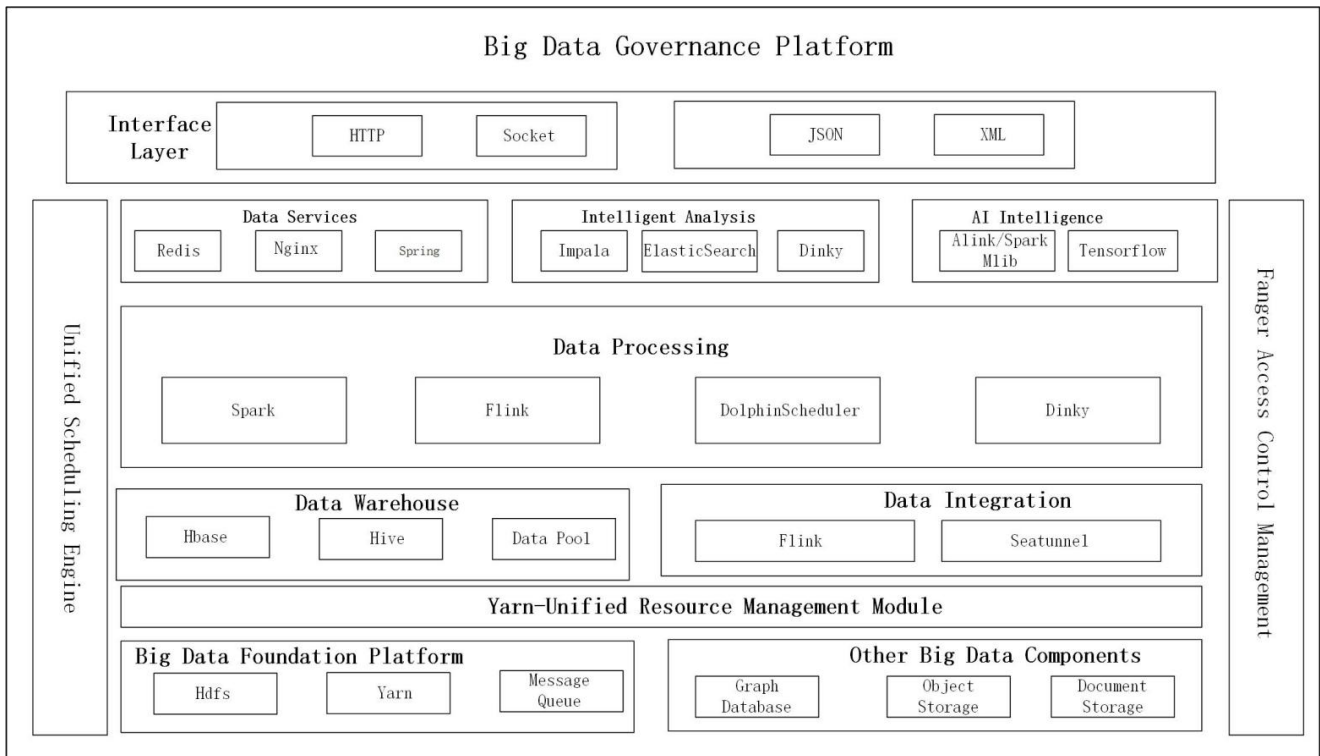 Big Data Governance Platform
Interface
Layer
HTTP
Socket
JSON
XML
Unified Scheduling Engine
Data Services
Redis
Nginx
Spring
Intelligent Analysis
Impala
ElasticSearch
Dinky
AI Intelligence
Alink/Spark
Mlib
Tensorflow
Fanger Access Control Management
Data Processing
Spark
Flink
DolphinScheduler
Dinky
Data Warehouse
Hbase
Hive
Data Pool
Data Integration
Flink
Seatunnel
Yarn-Unified Resource Management Module
Big Data Foundation Platform
Hdfs
Yarn
Message
Queue
Other Big Data Components
Graph
Database
Object
Storage
Document
Storage